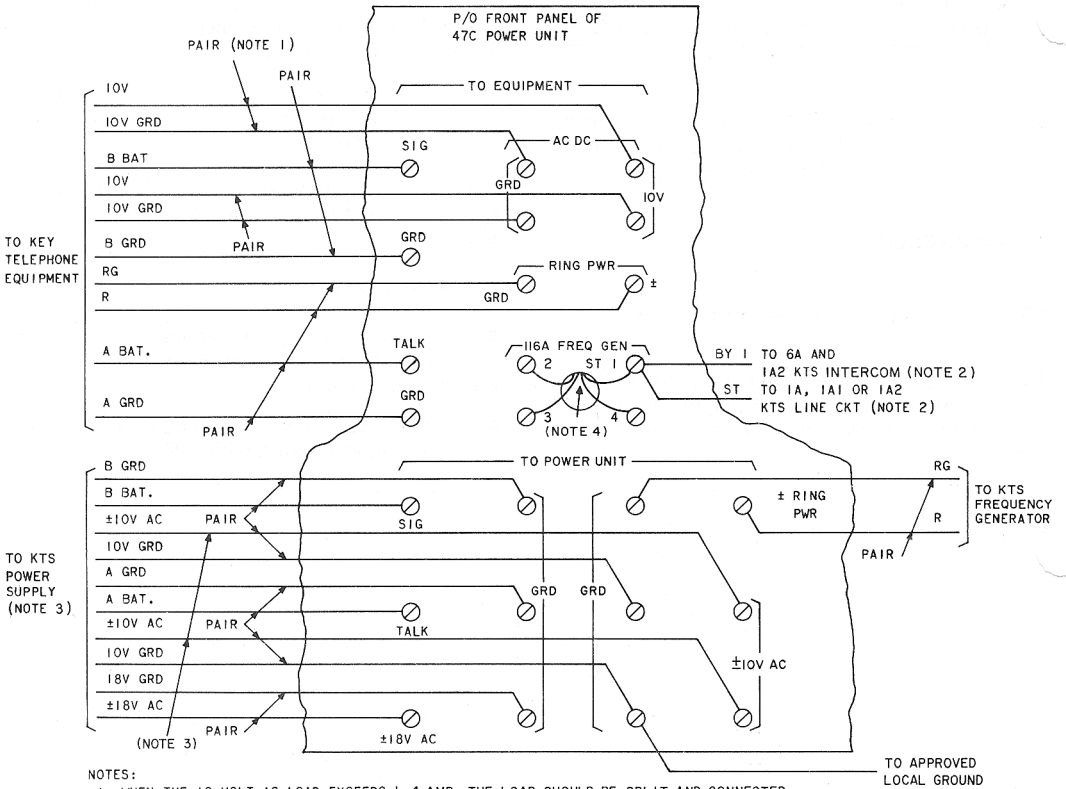 P/O FRONT PANEL OF
47C POWER UNIT
PAIR (NOTE 1)
PAIR
TO EQUIPMENT
10V
10V GRD
B BAT
10V
10V GRD
B GRD
RG
R
A BAT.
A GRD
TO KEY
TELEPHONE
EQUIPMENT
PAIR
PAIR
SIG
GRD
TALK
GRD
AC DC
GRD
10V
RING PWR
GRD
±
116A FREQ GEN
2
ST 1
3
4
(NOTE 4)
BY 1 TO 6A AND
1A2 KTS INTERCOM (NOTE 2)
ST TO 1A, 1A1 OR 1A2
KTS LINE CKT (NOTE 2)
TO POWER UNIT
B GRD
B BAT.
±10V AC
10V GRD
A GRD
A BAT.
±10V AC
10V GRD
18V GRD
±18V AC
TO KTS
POWER
SUPPLY
(NOTE 3)
PAIR
PAIR
PAIR
(NOTE 3)
SIG
TALK
±18V AC
GRD
GRD
± RING
PWR
±10V AC
RG
R
PAIR
TO KTS
FREQUENCY
GENERATOR
TO APPROVED
LOCAL GROUND
NOTES: